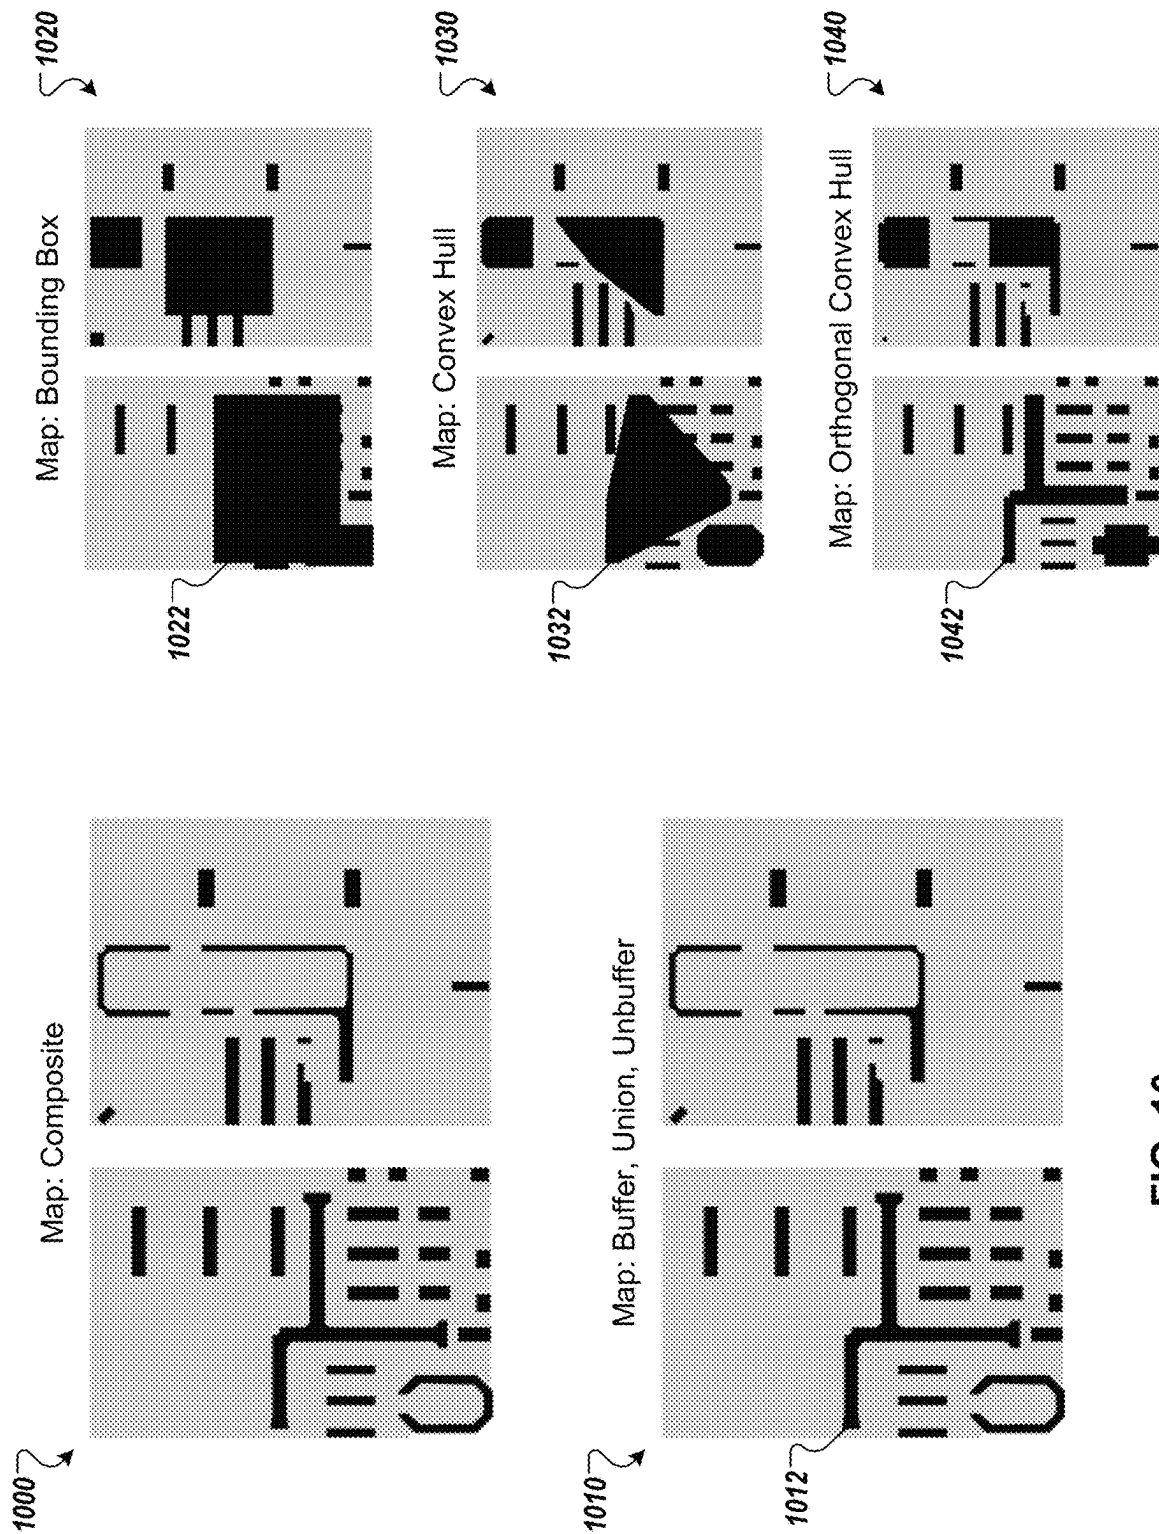 1000
Map: Composite
1010
Map: Buffer, Union, Unbuffer
1012
Map: Bounding Box
1020
1022
Map: Convex Hull
1030
1032
Map: Orthogonal Convex Hull
1040
1042